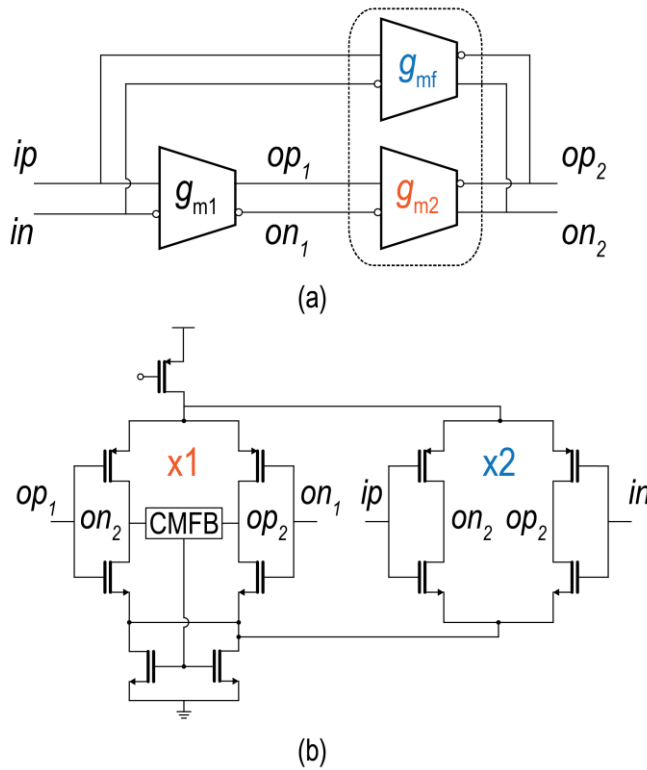 g_mf
ip
in
g_m1
op_1
on_1
g_m2
op_2
on_2
(a)
x1
x2
op_1
on_2
CMFB
op_2
on_1
ip
on_2
op_2
in
(b)